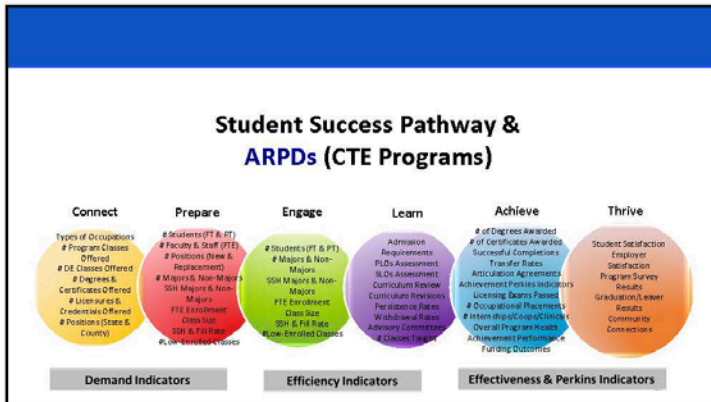 Student Success Pathway &
ARPDs (CTE Programs)
Connect
Types of Occupations
# Program Classes
Offered
# DE Classes Offered
# Degrees &
Certificates Offered
# Licensures &
Credentials Offered
# Positions (State &
County)
Prepare
# Students (FT & PT)
# Faculty & Staff (FTE)
# Positions (New &
Replacement)
# Majors & Non-Majors
SSH Majors & Non-
Majors
FTE Enrollment
Class Size
SSH & Fill Rate
#Low-Enrolled Classes
Engage
# Students (FT & PT)
# Majors & Non-
Majors
SSH Majors & Non-
Majors
FTE Enrollment
Class Size
SSH & Fill Rate
#Low-Enrolled Classes
Learn
Admission
Requirements
PLOs Assessment
SLOs Assessment
Curriculum Review
Curriculum Revisions
Persistence Rates
Withdrawal Rates
Advisory Committees
# Classes Taught
Achieve
# of Degrees Awarded
# of Certificates Awarded
Successful Completions
Transfer Rates
Articulation Agreements
Achievement Perkins Indicators
Licensing Exams Passed
# Occupational Placements
# Internships/Coops/Clinicals
Overall Program Health
Achievement Performance
Funding Outcomes
Thrive
Student Satisfaction
Employer
Satisfaction
Program Survey
Results
Graduation/Leaver
Results
Community
Connections
Demand Indicators
Efficiency Indicators
Effectiveness & Perkins Indicators